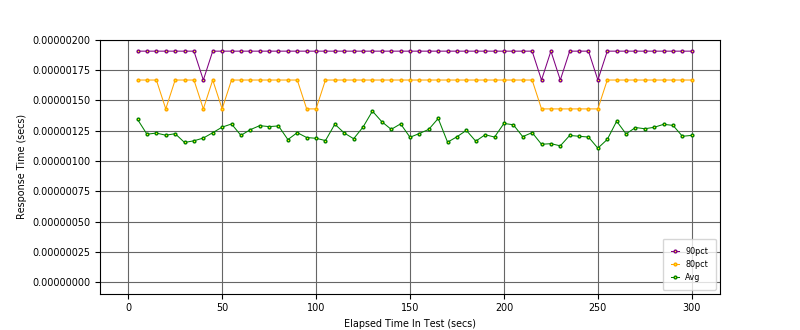 0.00000200
0.00000175
0.00000150
0.00000125
0.00000100
0.00000075
0.00000050
0.00000025
0.00000000
Response Time (secs)
90pct
80pct
Avg
0 50 100 150 200 250 300
Elapsed Time In Test (secs)